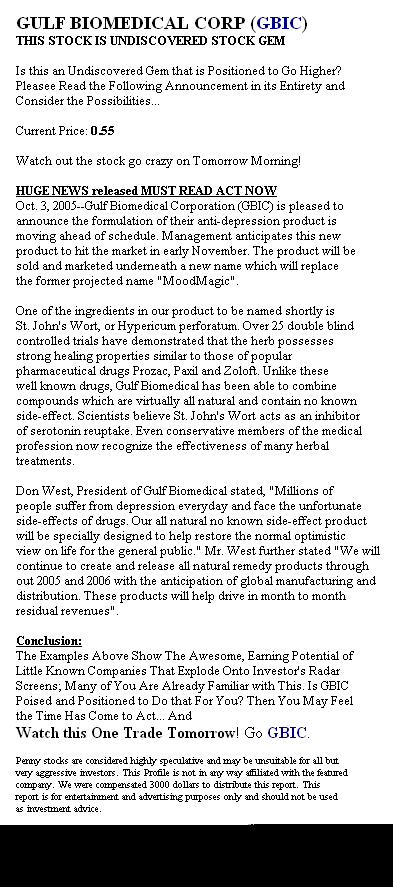 GULF BIOMEDICAL CORP (GBIC)
THIS STOCK IS UNDISCOVERED STOCK GEM
Is this an Undiscovered Gem that is Positioned to Go Higher?
Pleasee Read the Following Announcement in its Entirety and
Consider the Possibilities...
Current Price: 0.55
Watch out the stock go crazy on Tomorrow Morning!
HUGE NEWS released MUST READ ACT NOW
Oct. 3, 2005--Gulf Biomedical Corporation (GBIC) is pleased to
announce the formulation of their anti-depression product is
moving ahead of schedule. Management anticipates this new
product to hit the market in early November. The product will be
sold and marketed underneath a new name which will replace
the former projected name "MoodMagic".
One of the ingredients in our product to be named shortly is
St. John's Wort, or Hypericum perforatum. Over 25 double blind
controlled trials have demonstrated that the herb possesses
strong healing properties similar to those of popular
pharmaceutical drugs Prozac, Paxil and Zoloft. Unlike these
well known drugs, Gulf Biomedical has been able to combine
compounds which are virtually all natural and contain no known
side-effect. Scientists believe St. John's Wort acts as an inhibitor
of serotonin reuptake. Even conservative members of the medical
profession now recognize the effectiveness of many herbal
treatments.
Don West, President of Gulf Biomedical stated, "Millions of
people suffer from depression everyday and face the unfortunate
side-effects of drugs. Our all natural no known side-effect product
will be specially designed to help restore the normal optimistic
view on life for the general public." Mr. West further stated "We will
continue to create and release all natural remedy products through
out 2005 and 2006 with the anticipation of global manufacturing and
distribution. These products will help drive in month to month
residual revenues".
Conclusion:
The Examples Above Show The Awesome, Earning Potential of
Little Known Companies That Explode Onto Investor's Radar
Screens; Many of You Are Already Familiar with This. Is GBIC
Poised and Positioned to Do that For You? Then You May Feel
the Time Has Come to Act... And
Watch this One Trade Tomorrow! Go GBIC.
Penny stocks are considered highly speculative and may be unsuitable for all but
very aggressive investors. This Profile is not in any way affiliated with the featured
company. We were compensated 3000 dollars to distribute this report. This
report is for entertainment and advertising purposes only and should not be used
as investment advice.